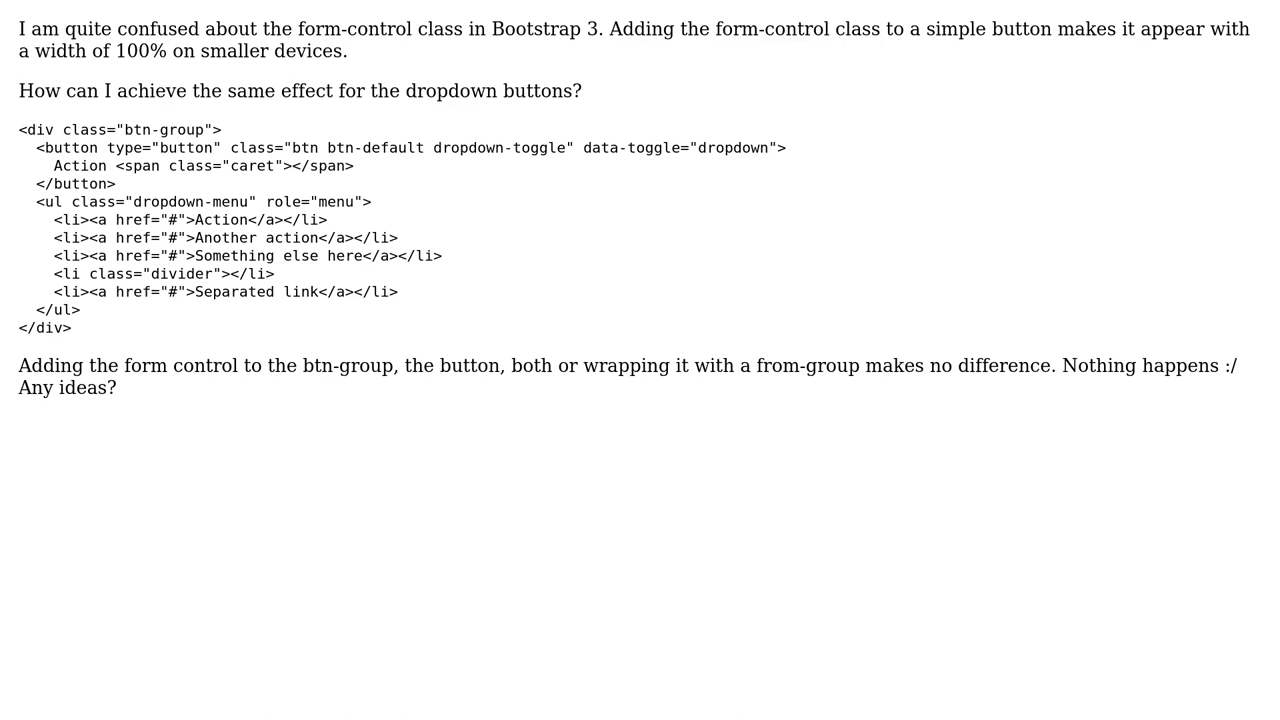 I am quite confused about the form-control class in Bootstrap 3. Adding the form-control class to a simple button makes it appear with
a width of 100% on smaller devices.
How can I achieve the same effect for the dropdown buttons?
<div class="btn-group">
  <button type="button" class="btn btn-default dropdown-toggle" data-toggle="dropdown">
    Action <span class="caret"></span>
  </button>
  <ul class="dropdown-menu" role="menu">
    <li><a href="#">Action</a></li>
    <li><a href="#">Another action</a></li>
    <li><a href="#">Something else here</a></li>
    <li class="divider"></li>
    <li><a href="#">Separated link</a></li>
  </ul>
</div>
Adding the form control to the btn-group, the button, both or wrapping it with a from-group makes no difference. Nothing happens :/
Any ideas?